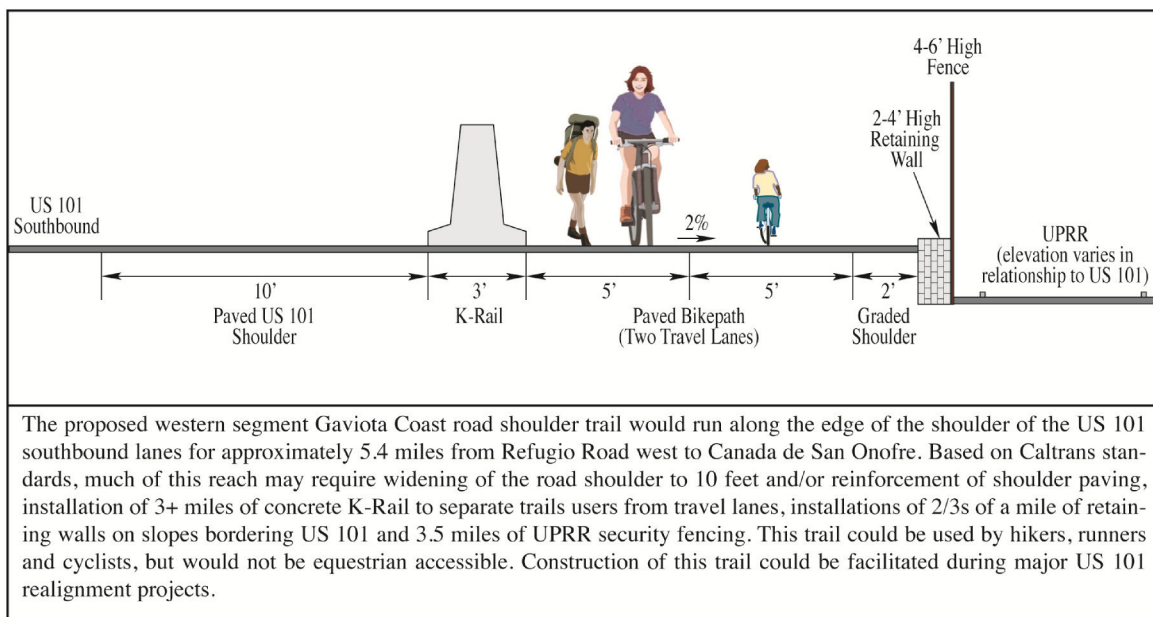 4-6’ High
Fence
2-4’ High
Retaining
Wall
US 101
Southbound
2%
UPRR
(elevation varies in
relationship to US 101)
10’
3’
5’
5’
2’
Paved US 101
Shoulder
K-Rail
Paved Bikepath
(Two Travel Lanes)
Graded
Shoulder
The proposed western segment Gaviota Coast road shoulder trail would run along the edge of the shoulder of the US 101
southbound lanes for approximately 5.4 miles from Refugio Road west to Canada de San Onofre. Based on Caltrans stan-
dards, much of this reach may require widening of the road shoulder to 10 feet and/or reinforcement of shoulder paving,
installation of 3+ miles of concrete K-Rail to separate trails users from travel lanes, installations of 2/3s of a mile of retain-
ing walls on slopes bordering US 101 and 3.5 miles of UPRR security fencing. This trail could be used by hikers, runners
and cyclists, but would not be equestrian accessible. Construction of this trail could be facilitated during major US 101
realignment projects.